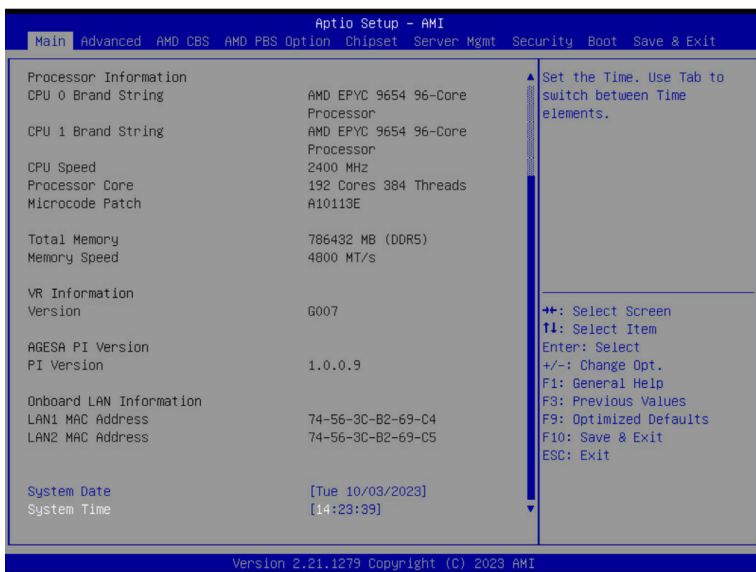 Aptio Setup - AMI
Main Advanced AMD CBS AMD PBS Option Chipset Server Mgmt Security Boot Save & Exit
Processor Information
CPU 0 Brand String AMD EPYC 9654 96-Core
Processor
CPU 1 Brand String AMD EPYC 9654 96-Core
Processor
CPU Speed 2400 MHz
Processor Core 192 Cores 384 Threads
Microcode Patch A10113E
Total Memory 786432 MB (DDR5)
Memory Speed 4800 MT/s
VR Information
Version G007
AGESA PI Version
PI Version 1.0.0.9
Onboard LAN Information
LAN1 MAC Address 74-56-3C-B2-69-C4
LAN2 MAC Address 74-56-3C-B2-69-C5
System Date [Tue 10/03/2023]
System Time [14:23:39]
Set the Time. Use Tab to
switch between Time
elements.
→←: Select Screen
↑↓: Select Item
Enter: Select
+/-: Change Opt.
F1: General Help
F3: Previous Values
F9: Optimized Defaults
F10: Save & Exit
ESC: Exit
Version 2.21.1279 Copyright (C) 2023 AMI